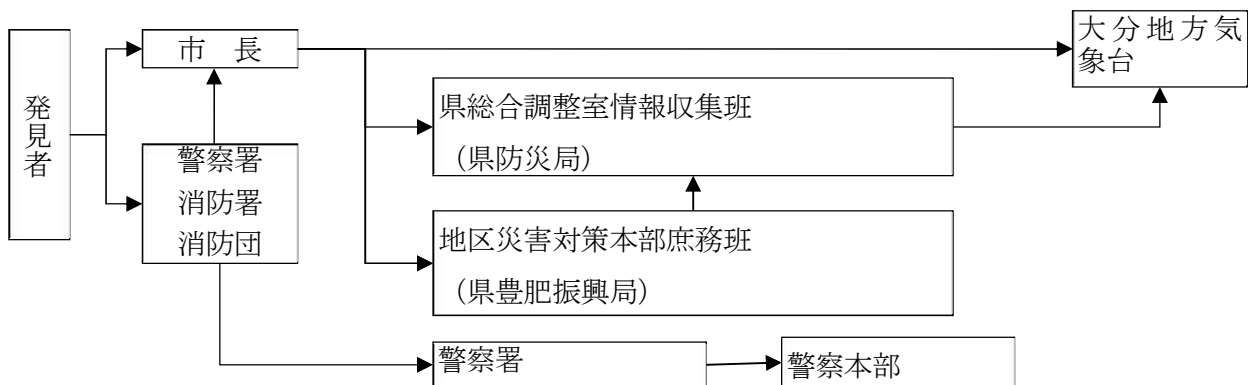 発見者
市　長
警察署
消防署
消防団
県総合調整室情報収集班
（県防災局）
地区災害対策本部庶務班
（県豊肥振興局）
大分地方気
象台
警察署
警察本部